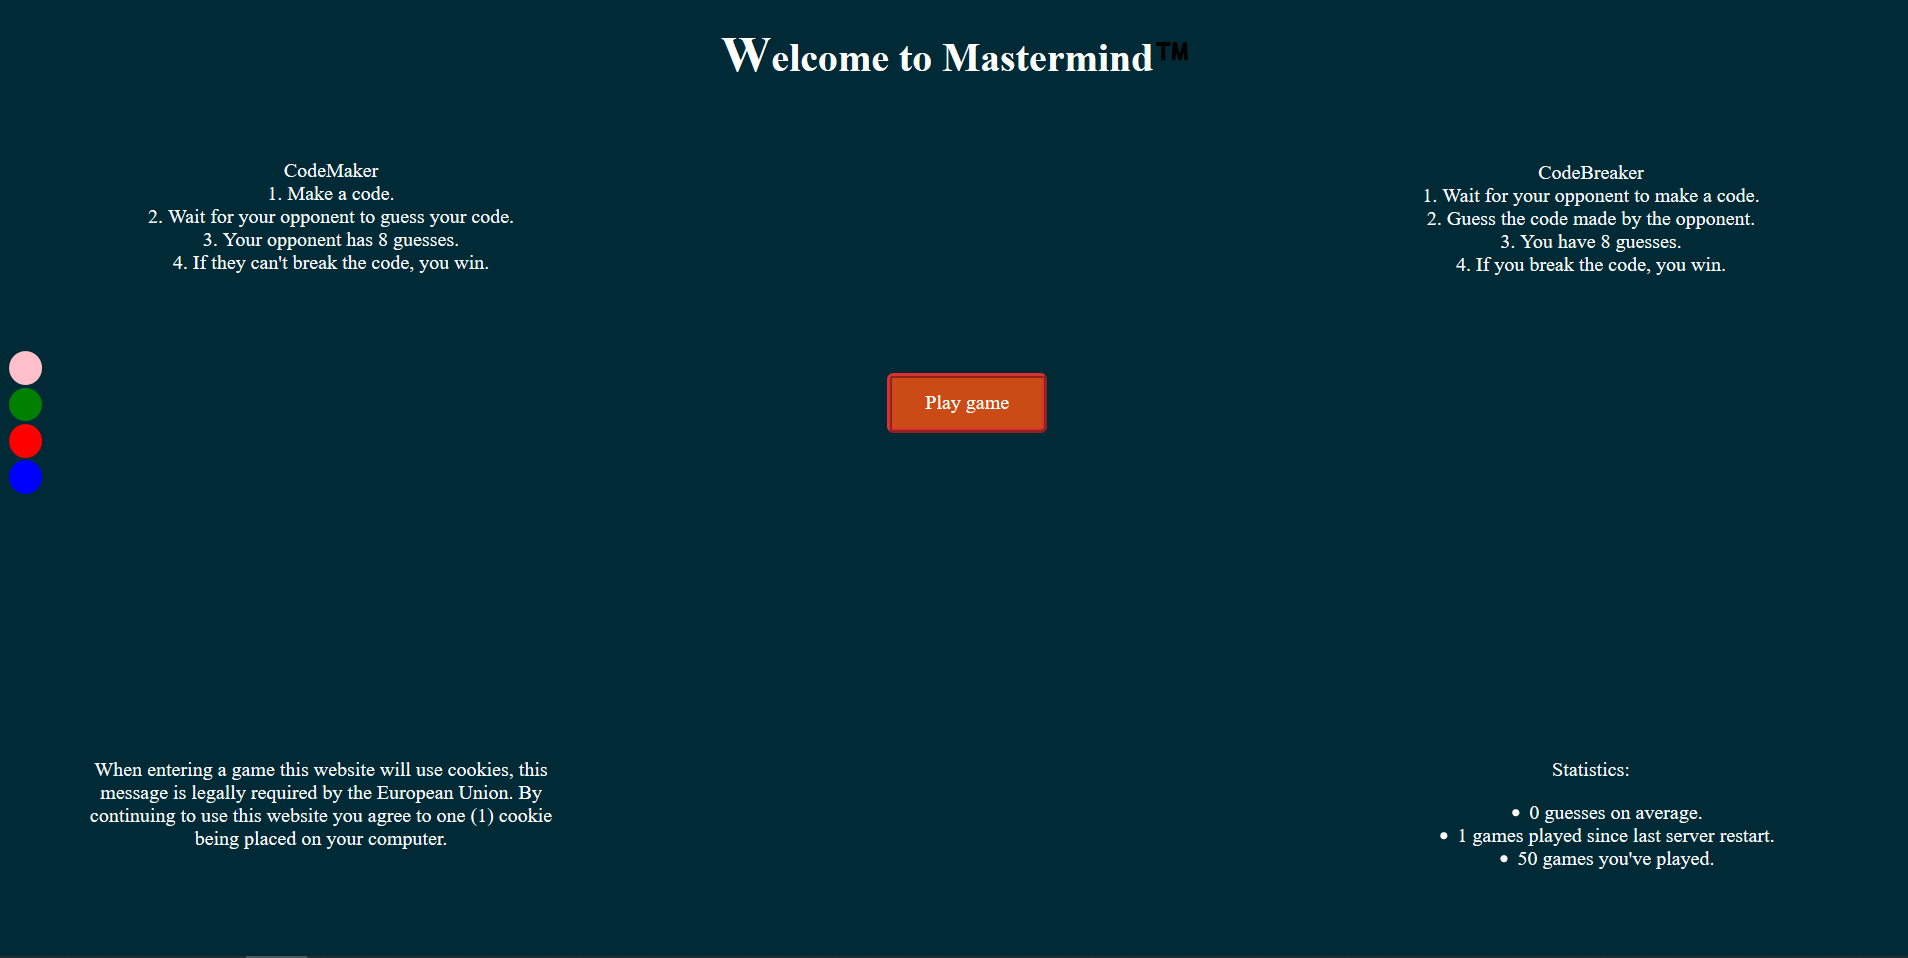 Welcome to Mastermind™
CodeMaker
1. Make a code.
2. Wait for your opponent to guess your code.
3. Your opponent has 8 guesses.
4. If they can't break the code, you win.
CodeBreaker
1. Wait for your opponent to make a code.
2. Guess the code made by the opponent.
3. You have 8 guesses.
4. If you break the code, you win.
Play game
When entering a game this website will use cookies, this
message is legally required by the European Union. By
continuing to use this website you agree to one (1) cookie
being placed on your computer.
Statistics:
• 0 guesses on average.
• 1 games played since last server restart.
• 50 games you've played.